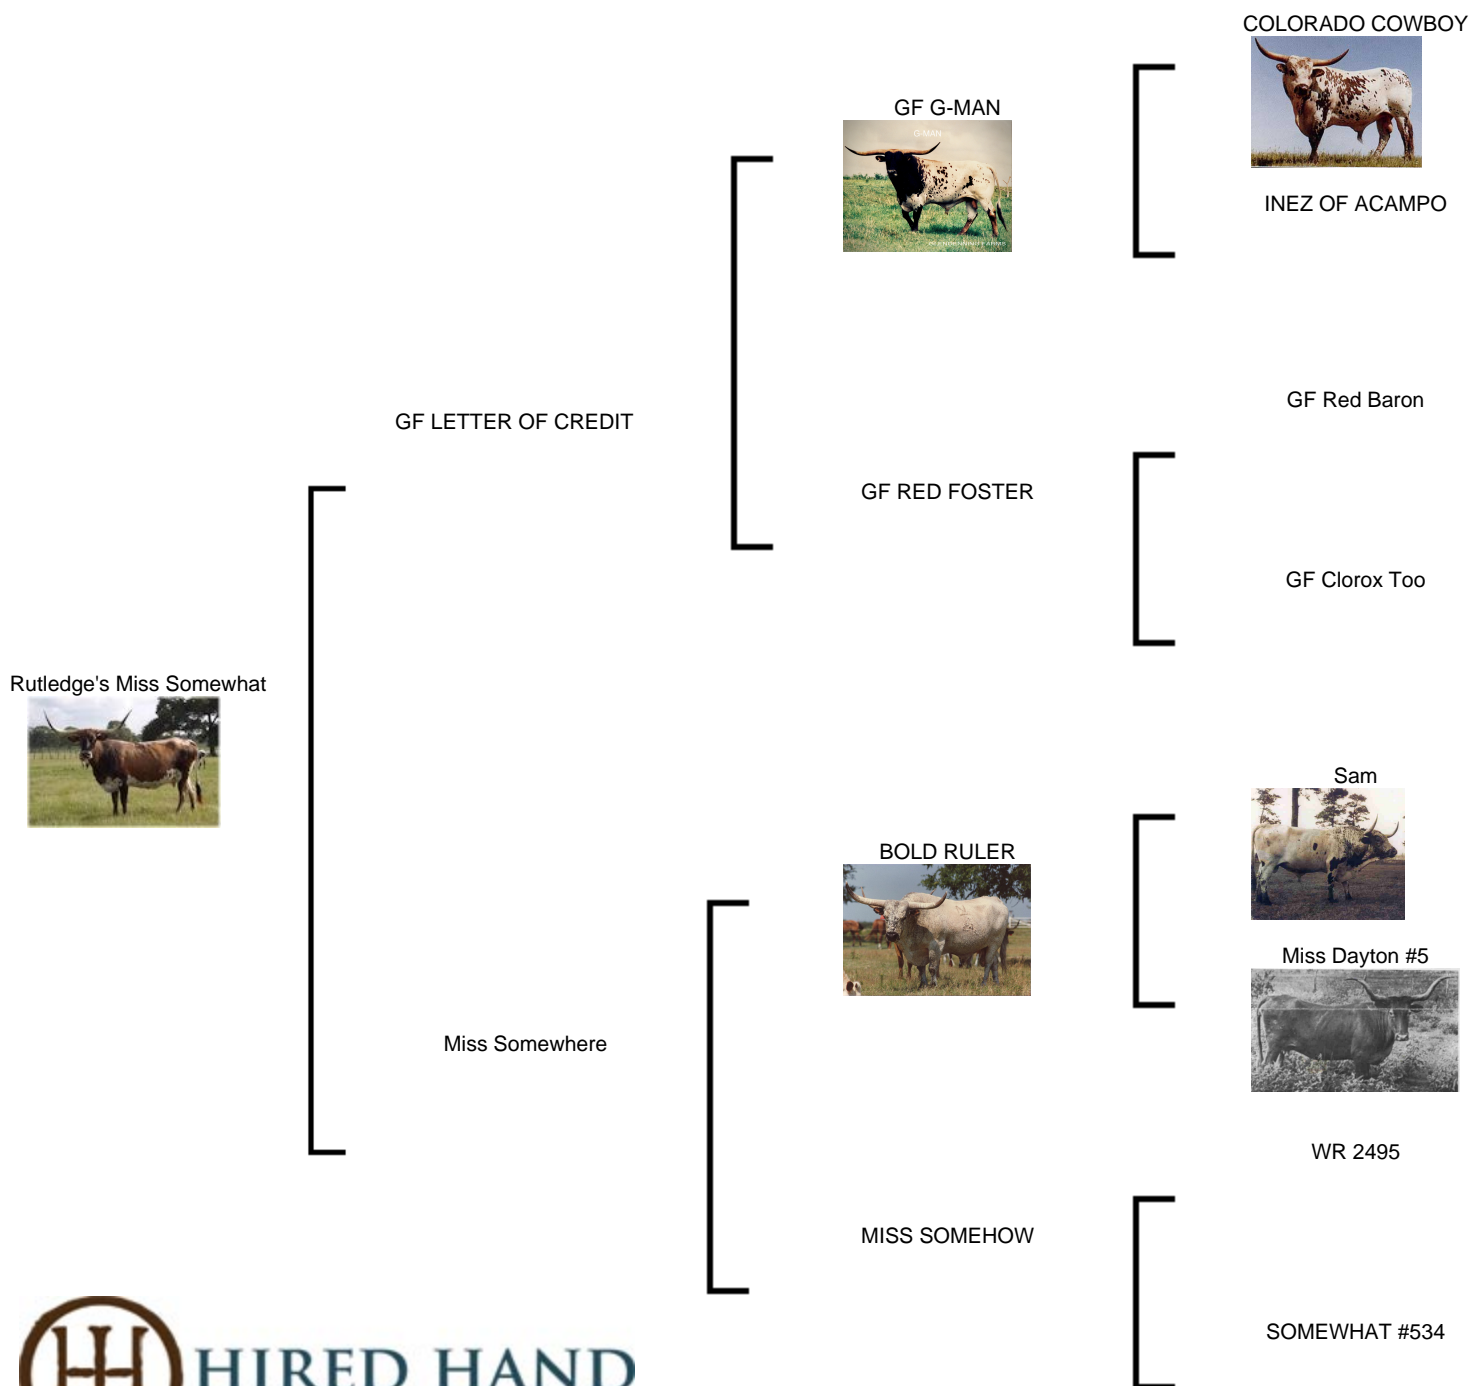 COLORADO COWBOY
GF G-MAN
G-MAN
INEZ OF ACAMPO
GF Red Baron
GF LETTER OF CREDIT
GF RED FOSTER
GF Clorox Too
Rutledge's Miss Somewhat
Sam
BOLD RULER
Miss Dayton #5
Miss Somewhere
WR 2495
MISS SOMEHOW
SOMEWHAT #534
HIRED HAND